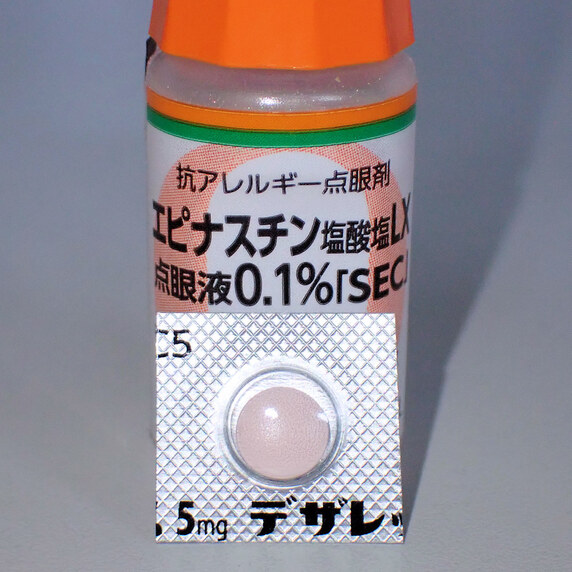 抗アレルギー点眼剤
エピナスチン塩酸塩LX
点眼液0.1%「SEC」
C5
5mg デザレッ